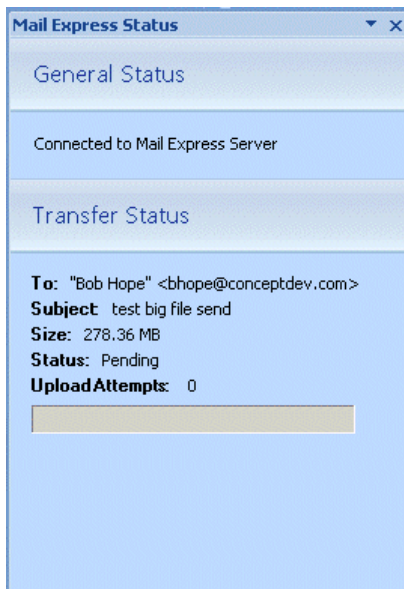 Mail Express Status
General Status
Connected to Mail Express Server
Transfer Status
To: "Bob Hope" <bhope@conceptdev.com>
Subject: test big file send
Size: 278.36 MB
Status: Pending
Upload Attempts: 0